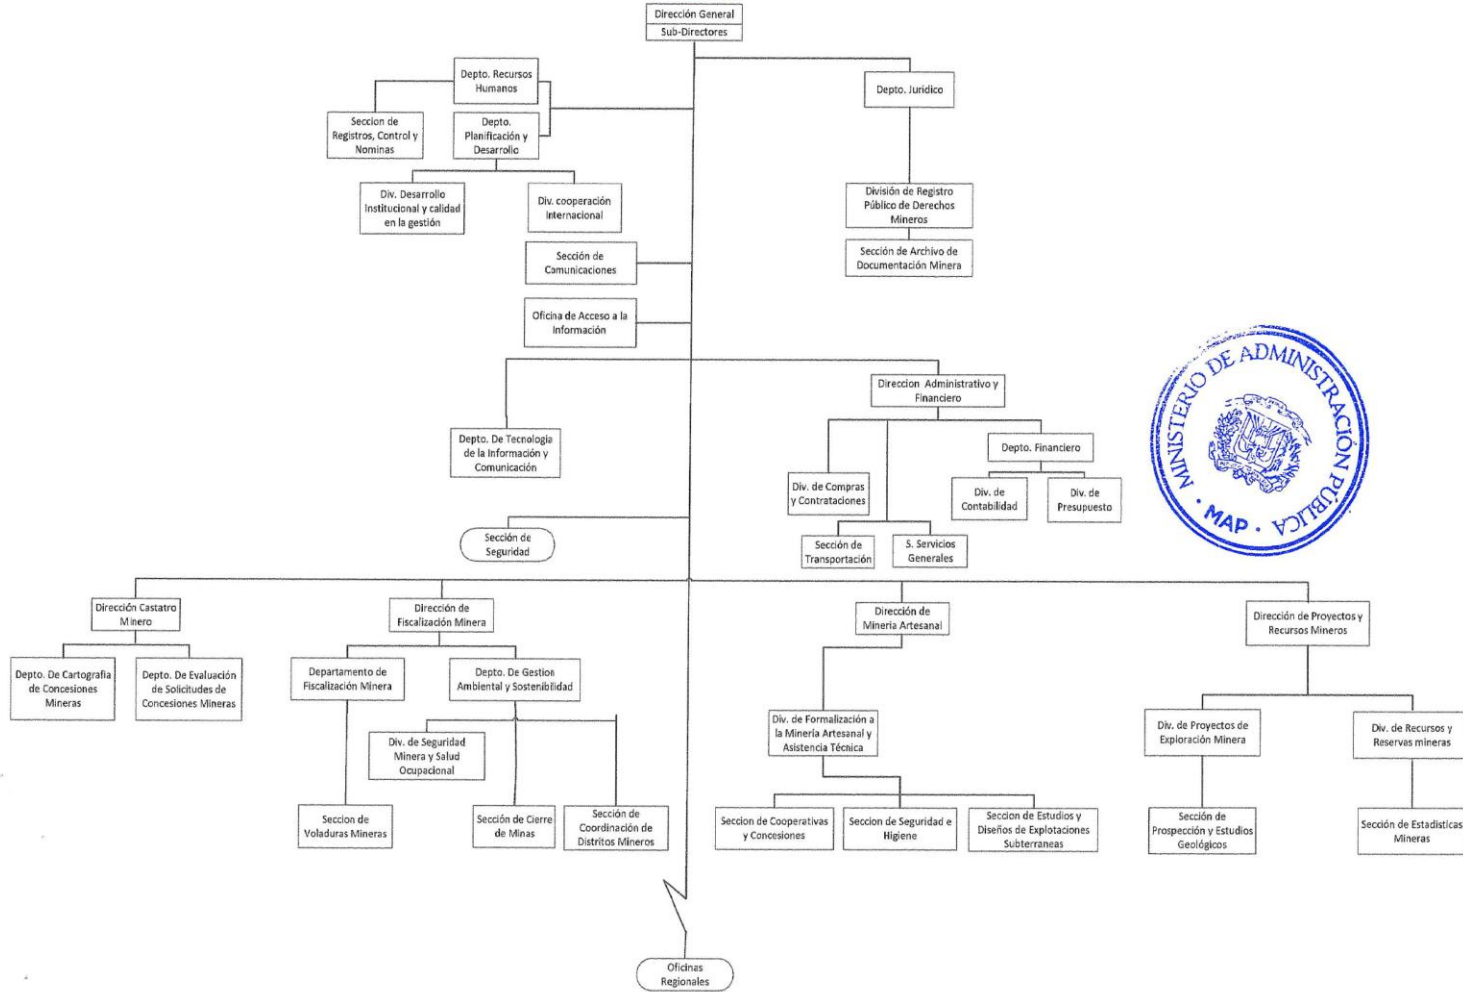 Dirección General
Sub-Directores
Depto. Recursos
Humanos
Depto. Juridico
Seccion de
Registros, Control y
Nominas
Depto.
Planificación y
Desarrollo
Div. Desarrollo
Institucional y calidad
en la gestión
Div. cooperación
Internacional
División de Registro
Público de Derechos
Mineros
Sección de
Comunicaciones
Sección de Archivo de
Documentación Minera
Oficina de Acceso a la
Información
Direccion Administrativo y
Financiero
Depto. De Tecnologia
de la Información y
Comunicación
Depto. Financiero
Div. de Compras
y Contrataciones
Div. de
Contabilidad
Div. de
Presupuesto
Sección de
Seguridad
Sección de
Transportación
S. Servicios
Generales
MINISTERIO DE ADMINISTRACIÓN PÚBLICA
· MAP ·
Dirección Castatro
Minero
Dirección de
Fiscalización Minera
Dirección de
Mineria Artesanal
Dirección de Proyectos y
Recursos Mineros
Depto. De Cartografia
de Concesiones
Mineras
Depto. De Evaluación
de Solicitudes de
Concesiones Mineras
Departamento de
Fiscalización Minera
Depto. De Gestion
Ambiental y Sostenibilidad
Div. de Seguridad
Minera y Salud
Ocupacional
Div. de Formalización a
la Minería Artesanal y
Asistencia Técnica
Div. de Proyectos de
Exploración Minera
Div. de Recursos y
Reservas mineras
Seccion de
Voladuras Mineras
Sección de Cierre
de Minas
Sección de
Coordinación de
Distritos Mineros
Seccion de Cooperativas
y Concesiones
Seccion de Seguridad e
Higiene
Seccion de Estudios y
Diseños de Explotaciones
Subterraneas
Sección de
Prospección y Estudios
Geológicos
Sección de Estadisticas
Mineras
Oficinas
Regionales